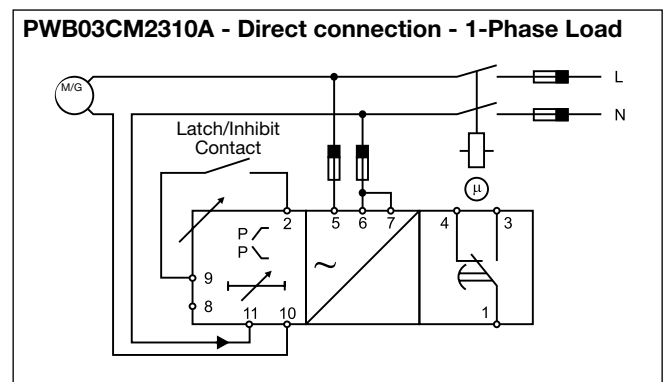 PWB03CM2310A - Direct connection - 1-Phase Load
M/G
L
N
Latch/Inhibit
Contact
μ
2
5
6
7
4
3
P
P
~
9
8
11
10
1